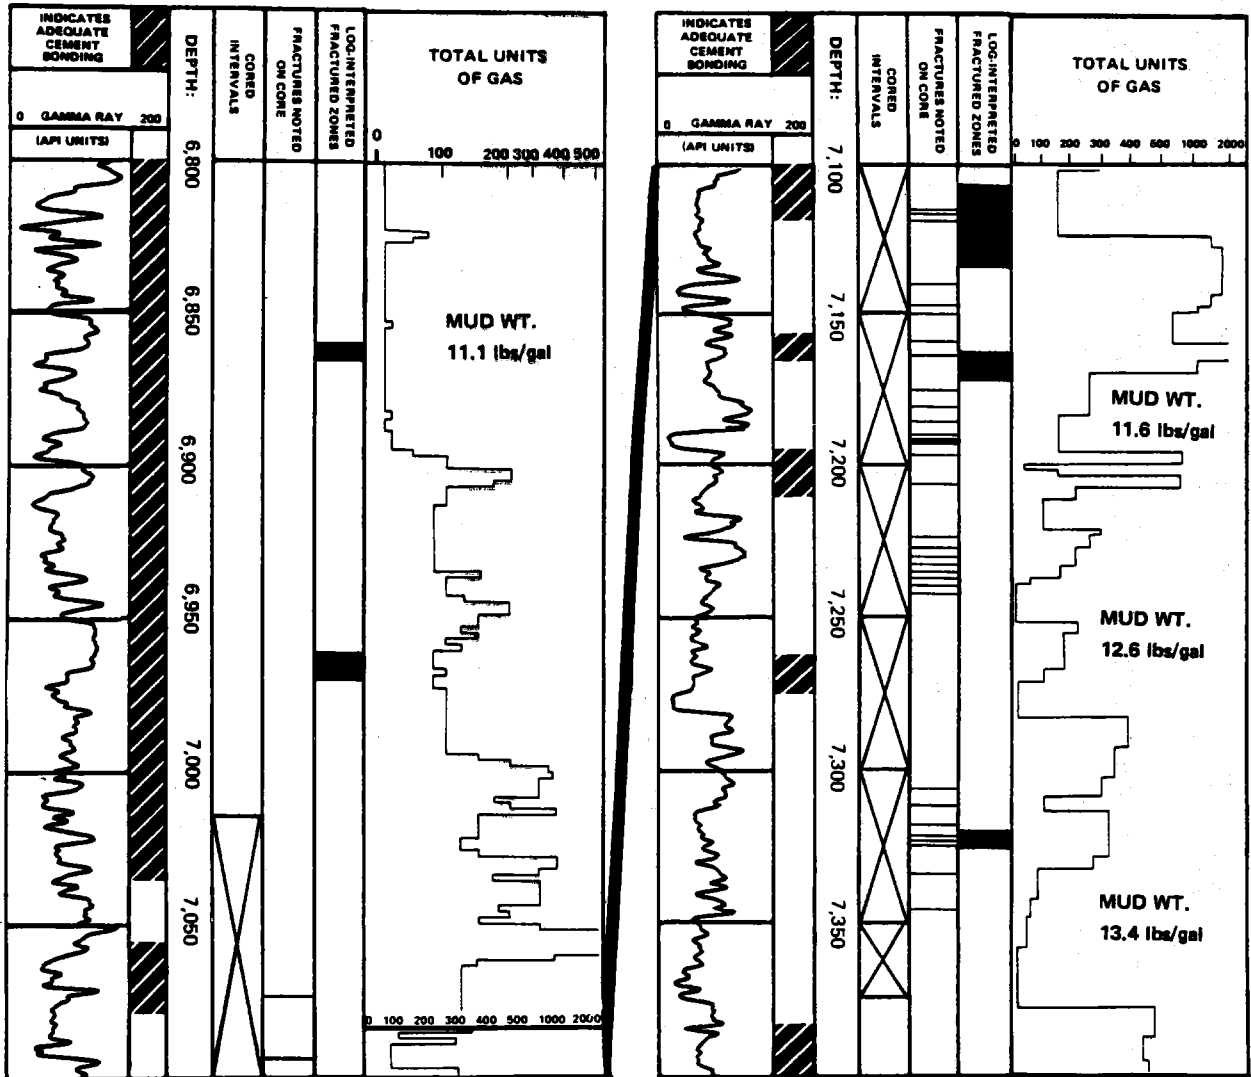 INDICATES
ADEQUATE
CEMENT
BONDING
0 GAMMA RAY 200
(API UNITS)
DEPTH:
CORED
INTERVALS
FRACTURES NOTED
ON CORE
LOG-INTERPRETED
FRACTURED ZONES
TOTAL UNITS
OF GAS
0 100 200 300 400 500
6,800
6,850
6,900
6,950
7,000
7,050
MUD WT.
11.1 lbs/gal
0 100 200 300 400 500 1000 2000
INDICATES
ADEQUATE
CEMENT
BONDING
0 GAMMA RAY 200
(API UNITS)
DEPTH:
CORED
INTERVALS
FRACTURES NOTED
ON CORE
LOG-INTERPRETED
FRACTURED ZONES
TOTAL UNITS
OF GAS
0 100 200 300 400 500 1000 2000
7,100
7,150
7,200
7,250
7,300
7,350
MUD WT.
11.6 lbs/gal
MUD WT.
12.6 lbs/gal
MUD WT.
13.4 lbs/gal